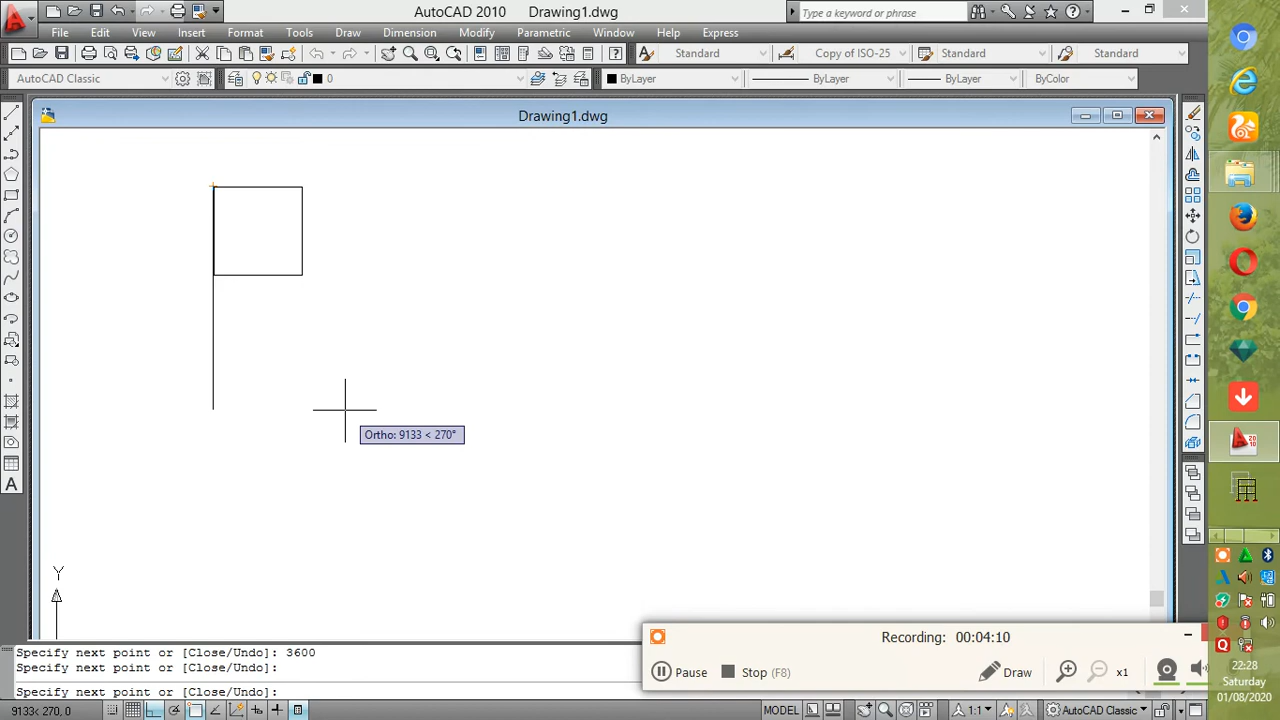 AutoCAD 2010 Drawing1.dwg
Type a keyword or phrase
File Edit View Insert Format Tools Draw Dimension Modify Parametric Window Help Express
Standard Copy of ISO-25 Standard Standard
AutoCAD Classic 0 ByLayer ByLayer ByLayer ByColor
Drawing1.dwg
A
Ortho: 9133 < 270°
Y
Recording: 00:04:10
Pause Stop (F8) Draw x1
Specify next point or [Close/Undo]: 3600
Specify next point or [Close/Undo]:
Specify next point or [Close/Undo]:
22:28
Saturday
01/08/2020
9133< 270, 0 MODEL 1:1 AutoCAD Classic